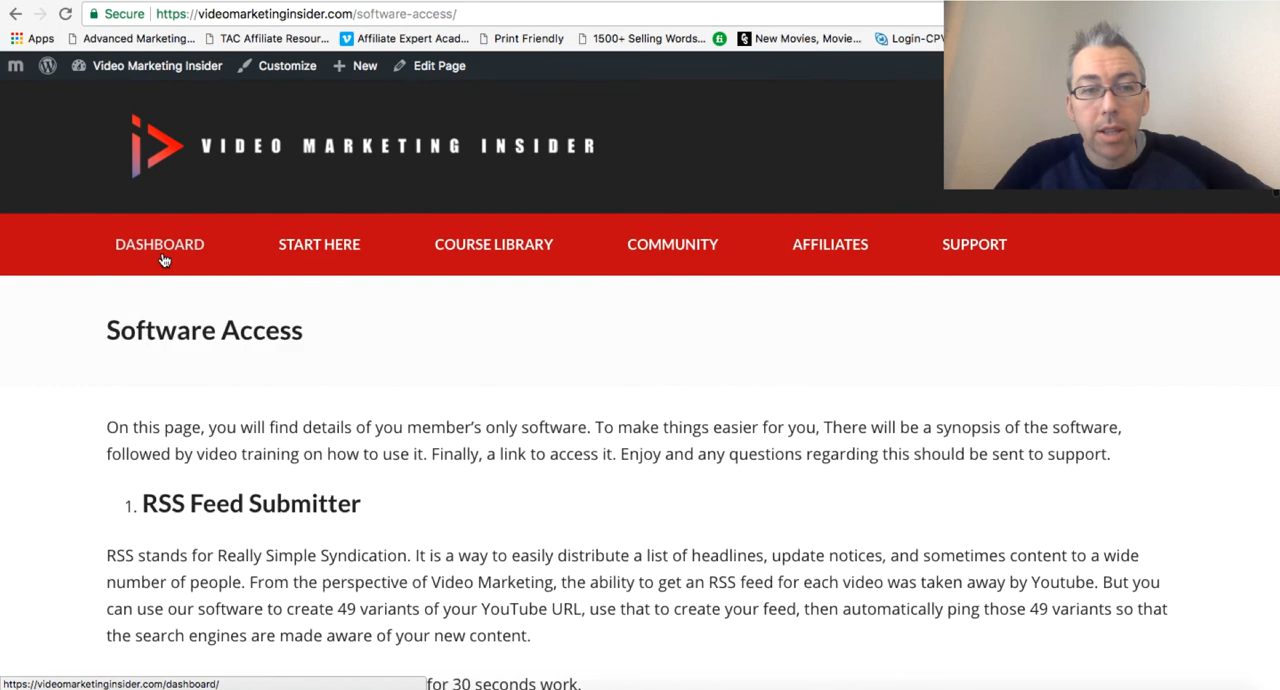 Secure https://videomarketinginsider.com/software-access/
Apps Advanced Marketing... TAC Affiliate Resour... Affiliate Expert Acad... Print Friendly 1500+ Selling Words... New Movies, Movie... Login-CPV
Video Marketing Insider Customize New Edit Page
VIDEO MARKETING INSIDER
DASHBOARD START HERE COURSE LIBRARY COMMUNITY AFFILIATES SUPPORT
Software Access
On this page, you will find details of you member's only software. To make things easier for you, There will be a synopsis of the software,
followed by video training on how to use it. Finally, a link to access it. Enjoy and any questions regarding this should be sent to support.
1. RSS Feed Submitter
RSS stands for Really Simple Syndication. It is a way to easily distribute a list of headlines, update notices, and sometimes content to a wide
number of people. From the perspective of Video Marketing, the ability to get an RSS feed for each video was taken away by Youtube. But you
can use our software to create 49 variants of your YouTube URL, use that to create your feed, then automatically ping those 49 variants so that
the search engines are made aware of your new content.
for 30 seconds work.
https://videomarketinginsider.com/dashboard/